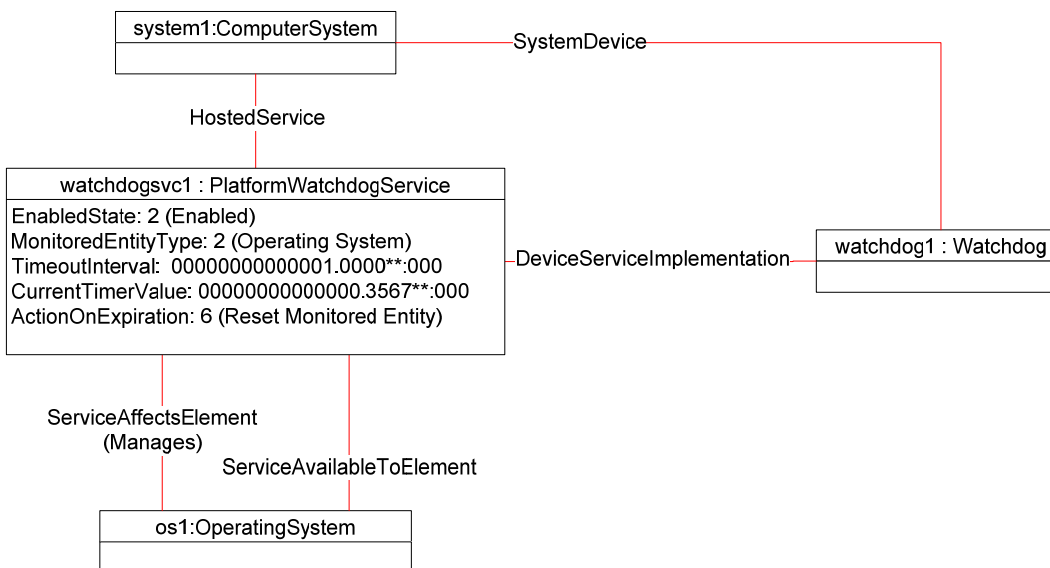 system1:ComputerSystem
SystemDevice
HostedService
watchdogsvc1 : PlatformWatchdogService
EnabledState: 2 (Enabled)
MonitoredEntityType: 2 (Operating System)
TimeoutInterval:  00000000000001.0000**:000
CurrentTimerValue: 00000000000000.3567**:000
ActionOnExpiration: 6 (Reset Monitored Entity)
DeviceServiceImplementation
watchdog1 : Watchdog
ServiceAffectsElement
(Manages)
ServiceAvailableToElement
os1:OperatingSystem